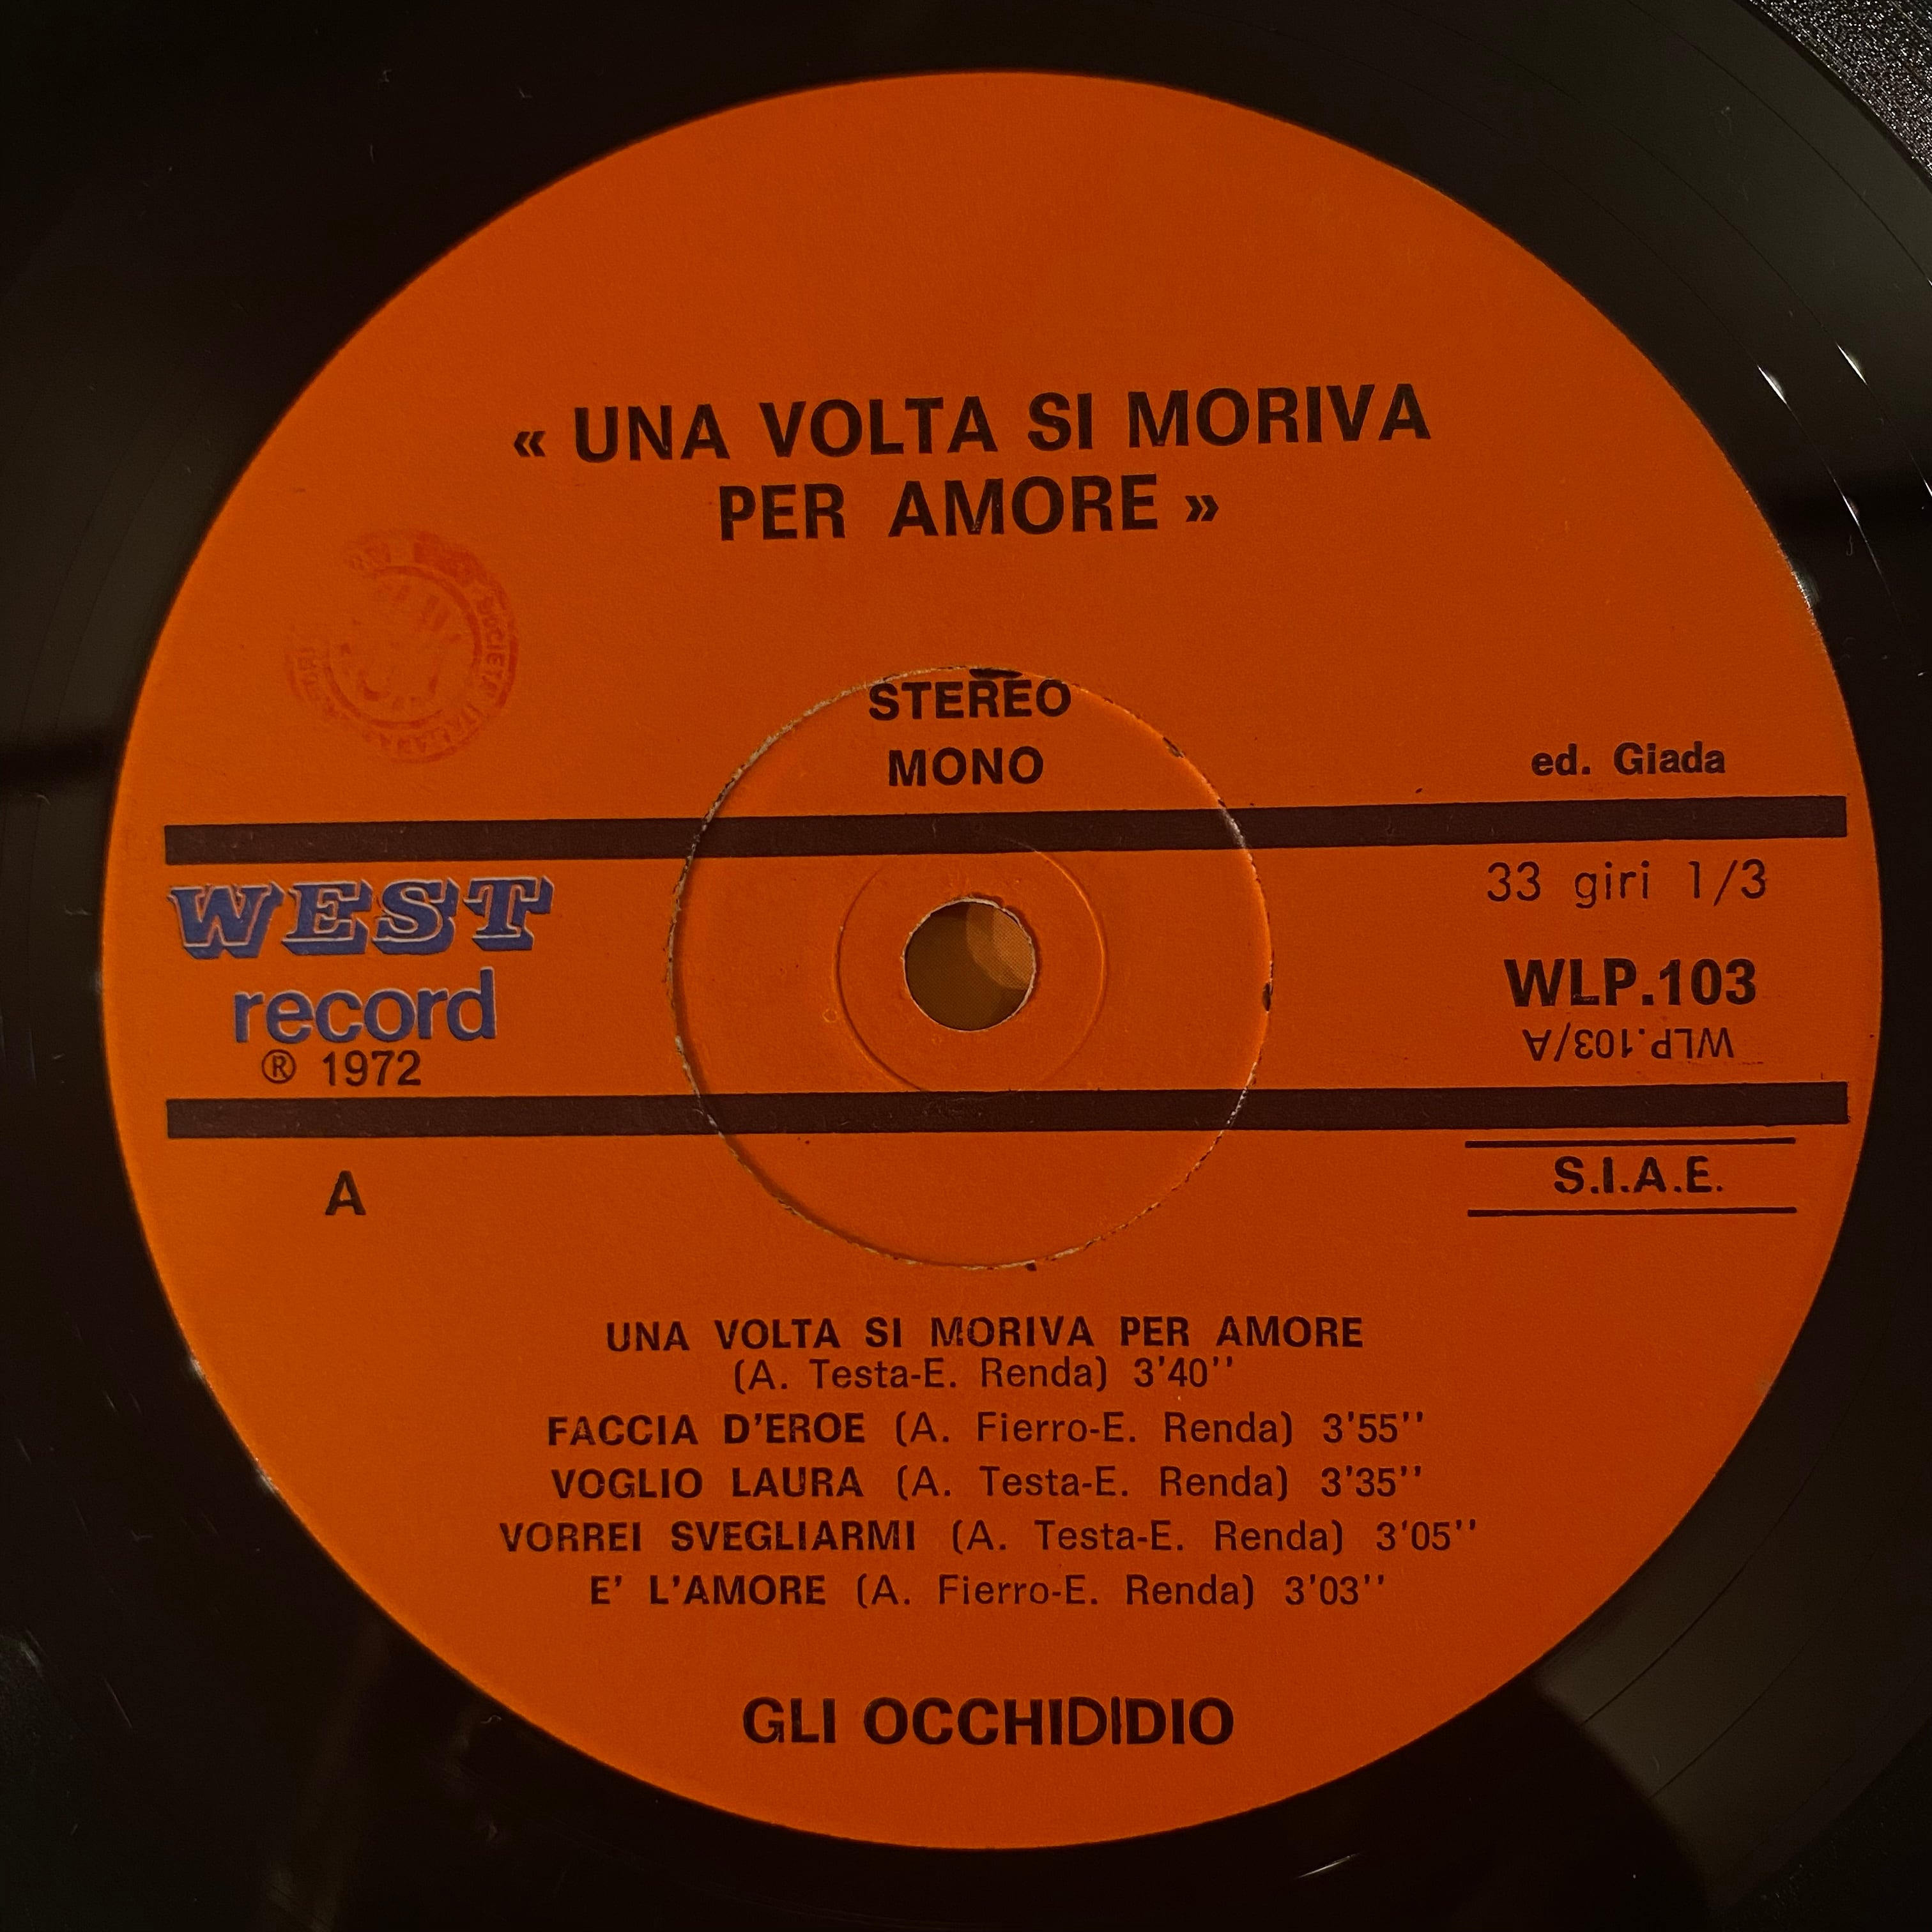 « UNA VOLTA SI MORIVA
PER AMORE »
SOCIETA' ITALIANA
STEREO
MONO
ed. Giada
WEST
record
℗ 1972
33 giri 1/3
WLP.103
WLP.103/A
A
S.I.A.E.
UNA VOLTA SI MORIVA PER AMORE
(A. Testa-E. Renda) 3'40''
FACCIA D'EROE (A. Fierro-E. Renda) 3'55''
VOGLIO LAURA (A. Testa-E. Renda) 3'35''
VORREI SVEGLIARMI (A. Testa-E. Renda) 3'05''
E' L'AMORE (A. Fierro-E. Renda) 3'03''
GLI OCCHIDIDIO